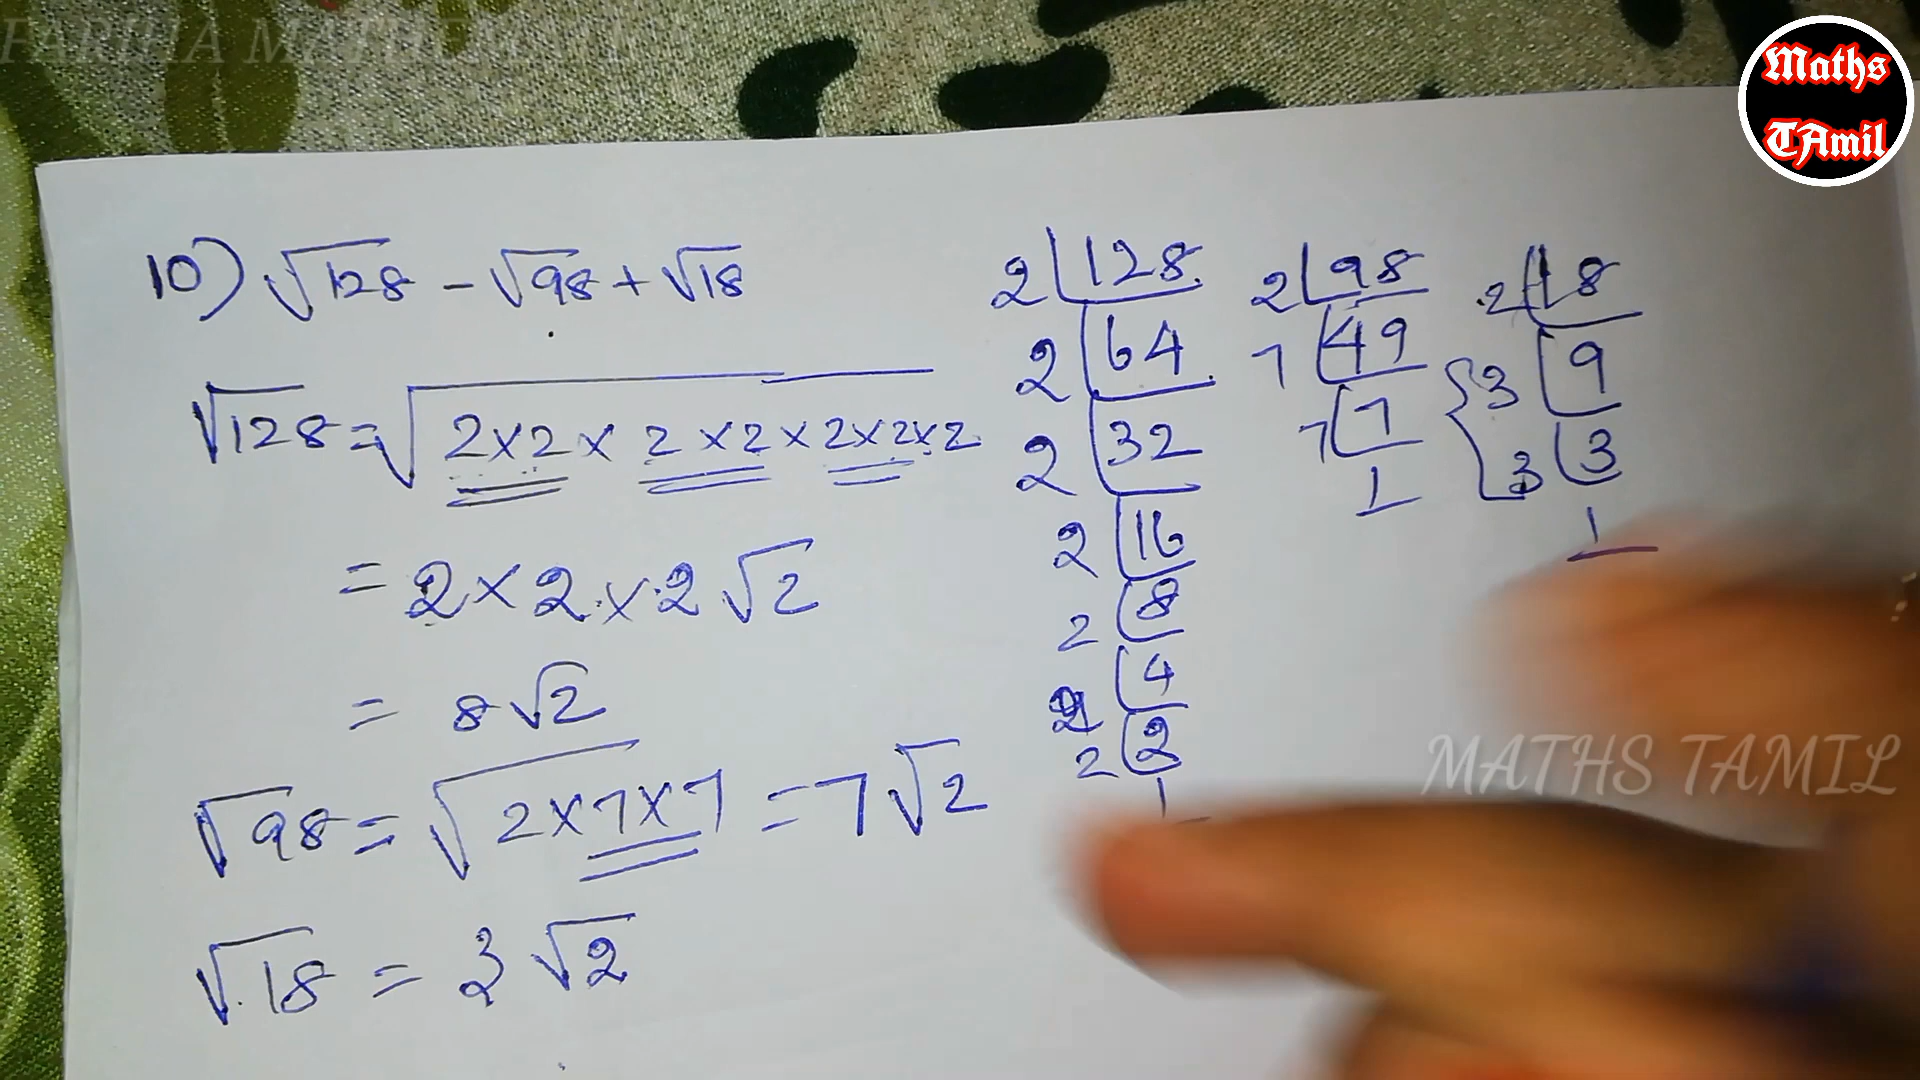 FARIHA MATHEMATICS
Maths
TAmil
10) √128 - √98 + √18
√128 = √2×2× 2×2×2×2×2
= 2×2×2√2
= 8√2
√98 = √2×7×7 = 7√2
√18 = 3√2
2 128
2 64
2 32
2 16
2 8
2 4
2 2
1
2 98
7 49
7 7
1
2 18
3 9
3 3
1
MATHS TAMIL